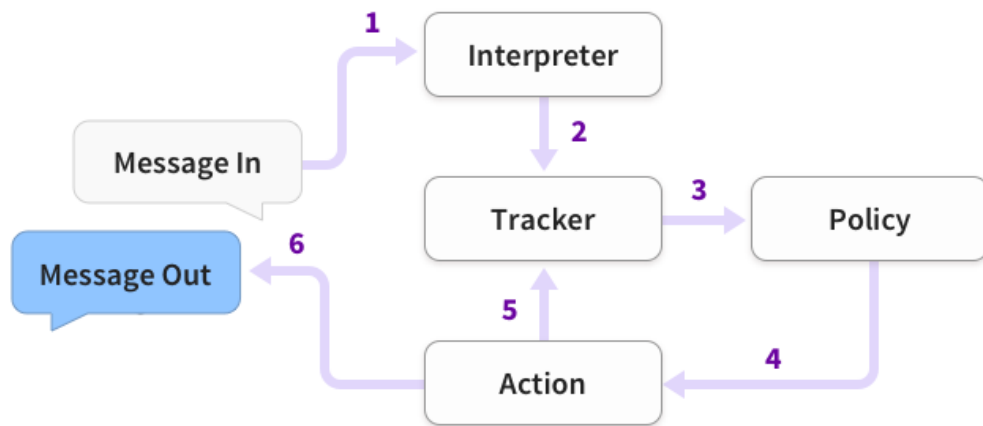 1
Interpreter
2
Message In
3
Tracker
Policy
6
Message Out
5
4
Action